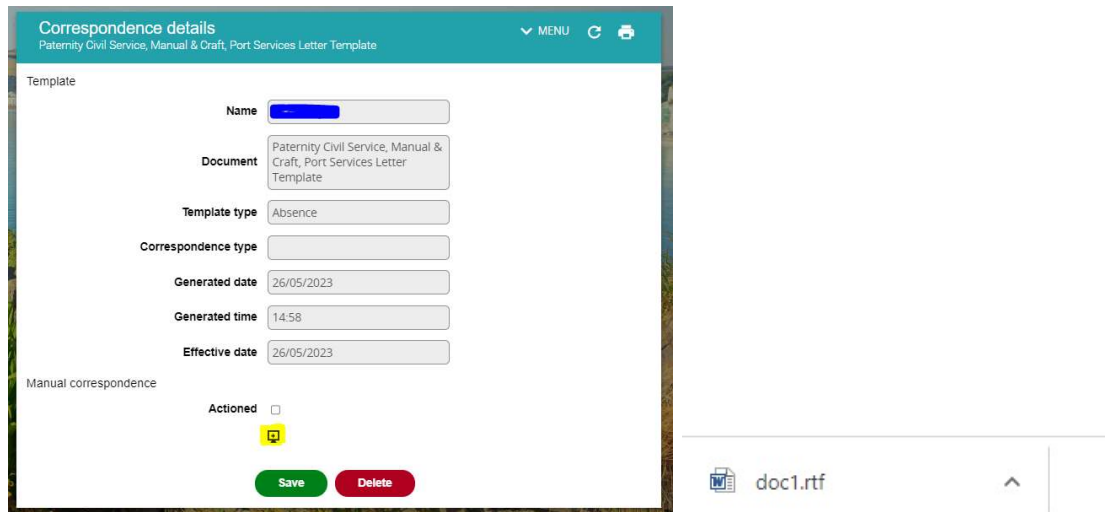 Correspondence details
MENU
Paternity Civil Service, Manual & Craft, Port Services Letter Template
Template
Name
Document
Paternity Civil Service, Manual &
Craft, Port Services Letter
Template
Template type
Absence
Correspondence type
Generated date
26/05/2023
Generated time
14:58
Effective date
26/05/2023
Manual correspondence
Actioned
Save
Delete
doc1.rtf